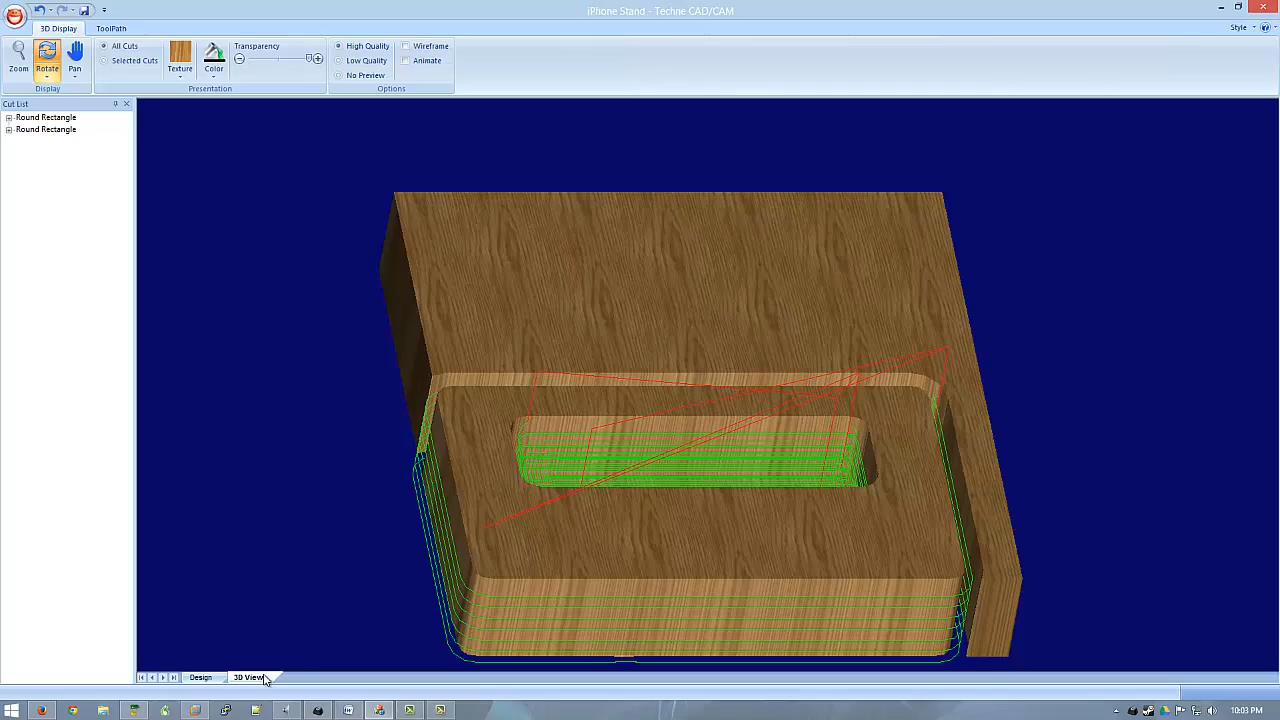 iPhone Stand - Techne CAD/CAM
3D Display
ToolPath
Style
Zoom
Rotate
Pan
All Cuts
Selected Cuts
Texture
Color
Transparency
High Quality
Low Quality
No Preview
Wireframe
Animate
Display
Presentation
Options
Cut List
Round Rectangle
Round Rectangle
Design
3D View
10:03 PM